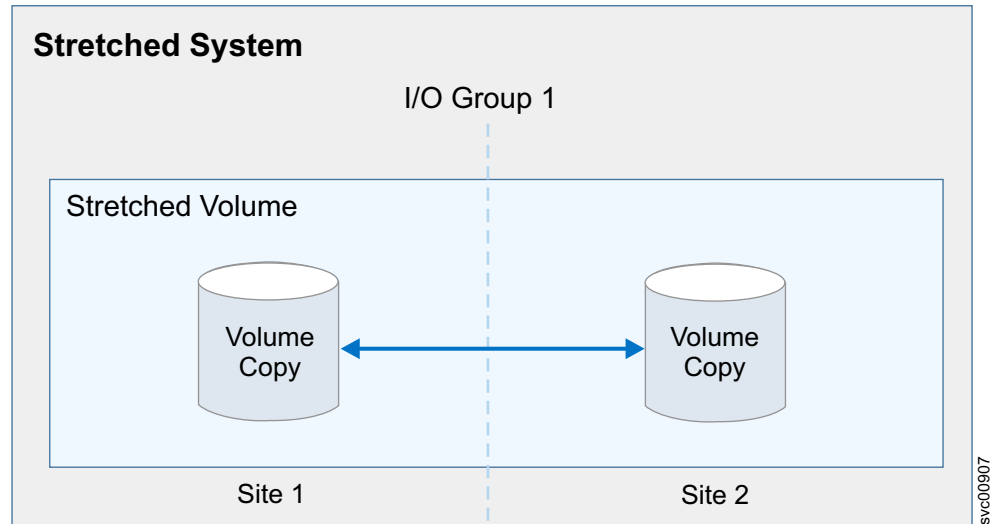 Stretched System
I/O Group 1
Stretched Volume
Volume
Copy
Volume
Copy
Site 1
Site 2
svc00907